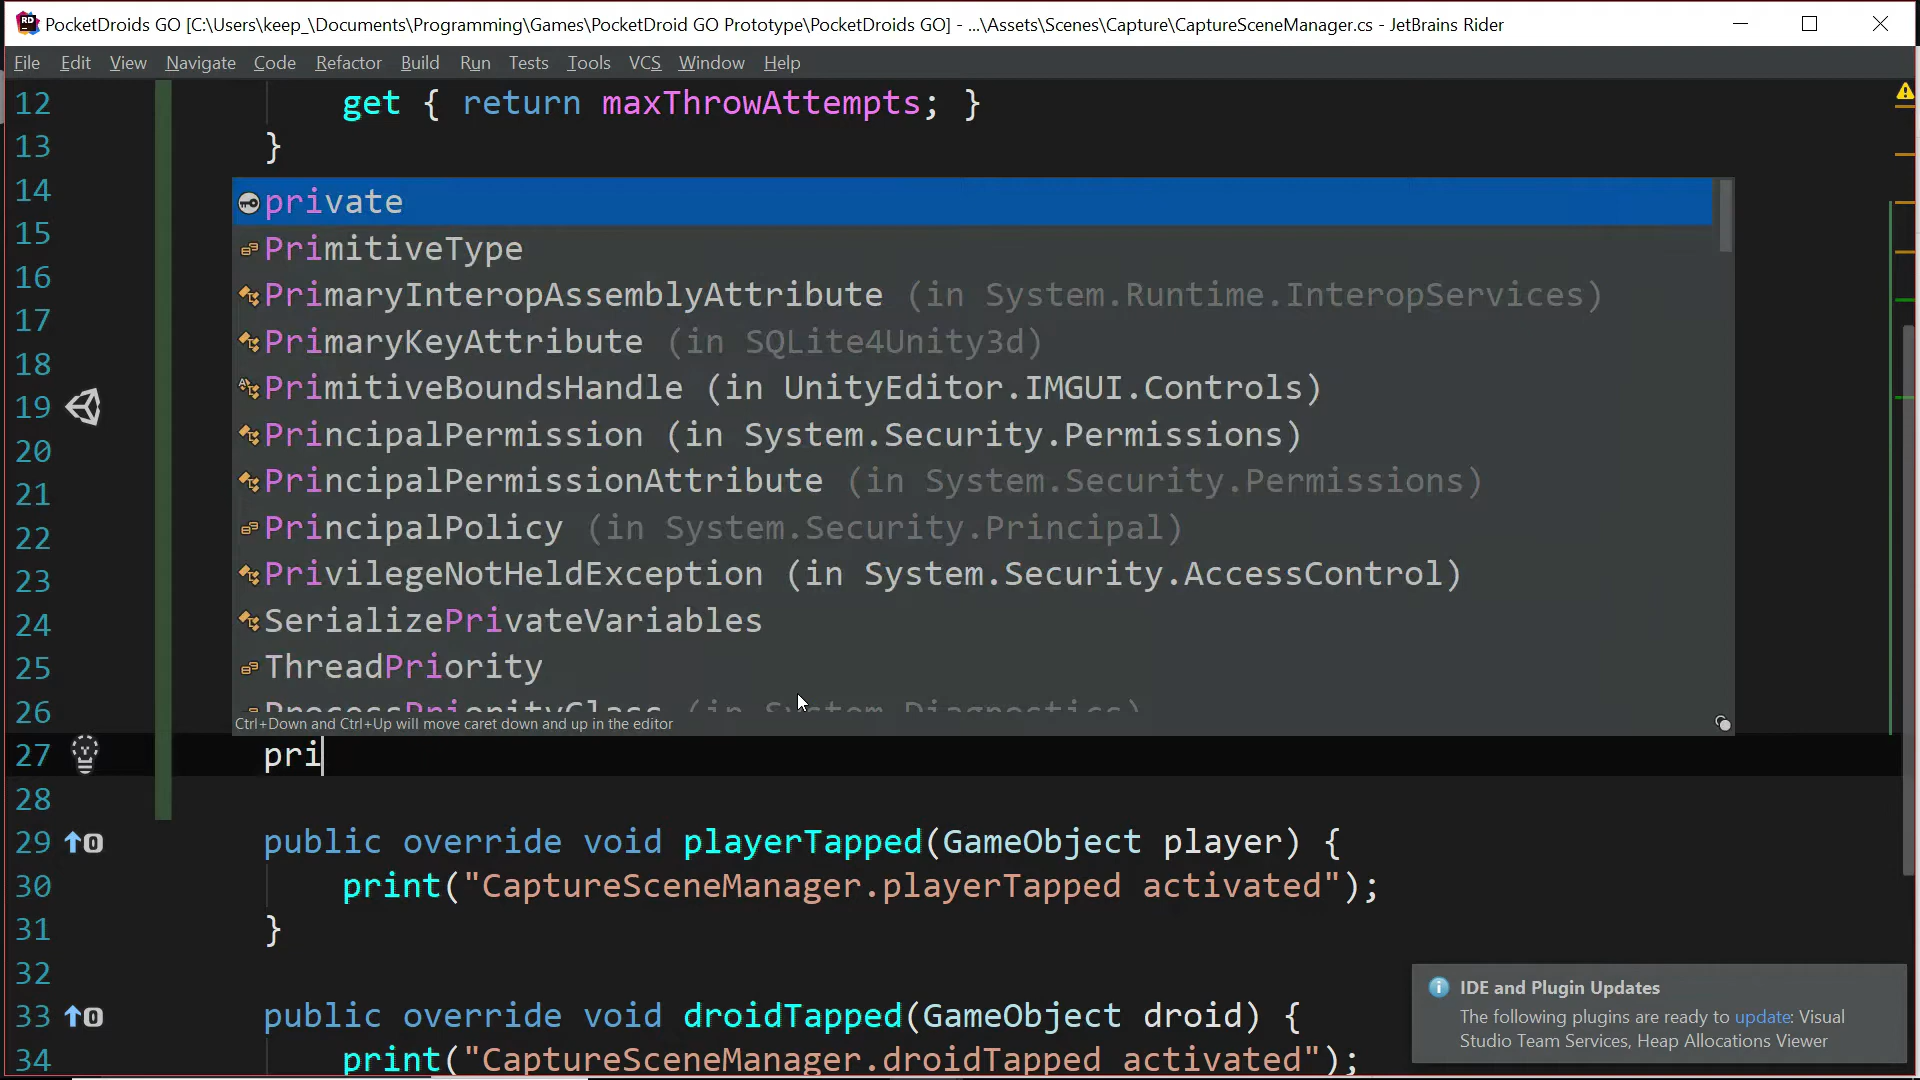 PocketDroids GO [C:\Users\keep_\Documents\Programming\Games\PocketDroid GO Prototype\PocketDroids GO] - ...\Assets\Scenes\Capture\CaptureSceneManager.cs - JetBrains Rider
File Edit View Navigate Code Refactor Build Run Tests Tools VCS Window Help
12 get { return maxThrowAttempts; }
13 }
14 private
15 PrimitiveType
16 PrimaryInteropAssemblyAttribute (in System.Runtime.InteropServices)
17 PrimaryKeyAttribute (in SQLite4Unity3d)
18 PrimitiveBoundsHandle (in UnityEditor.IMGUI.Controls)
19 PrincipalPermission (in System.Security.Permissions)
20 PrincipalPermissionAttribute (in System.Security.Permissions)
21 PrincipalPolicy (in System.Security.Principal)
22 PrivilegeNotHeldException (in System.Security.AccessControl)
23 SerializePrivateVariables
24 ThreadPriority
25 ProcessPriorityClass (in System.Diagnostics)
26 Ctrl+Down and Ctrl+Up will move caret down and up in the editor
27 pri
28
29 public override void playerTapped(GameObject player) {
30 print("CaptureSceneManager.playerTapped activated");
31 }
32
33 public override void droidTapped(GameObject droid) {
34 print("CaptureSceneManager.droidTapped activated");
IDE and Plugin Updates
The following plugins are ready to update: Visual
Studio Team Services, Heap Allocations Viewer